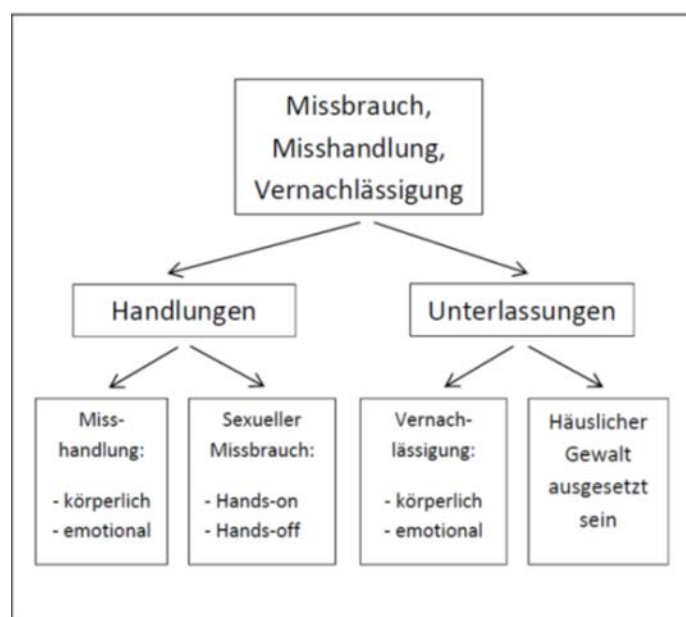 Missbrauch,
Misshandlung,
Vernachlässigung
Handlungen
Unterlassungen
Miss-
handlung:
- körperlich
- emotional
Sexueller
Missbrauch:
- Hands-on
- Hands-off
Vernach-
lässigung:
- körperlich
- emotional
Häuslicher
Gewalt
ausgesetzt
sein